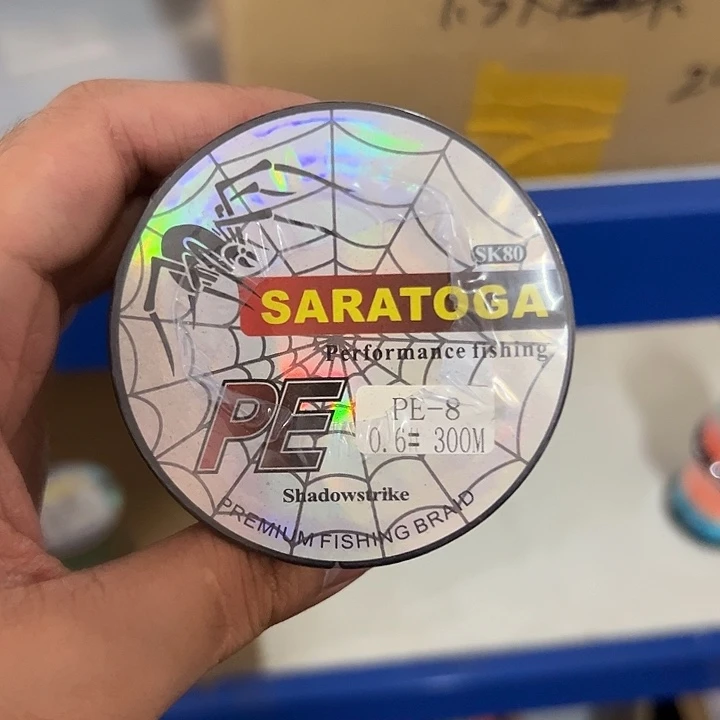 SK80
SARATOGA
Performance fishing
PE
PE-8
0.6= 300M
Shadowstrike
PREMIUM FISHING BRAID